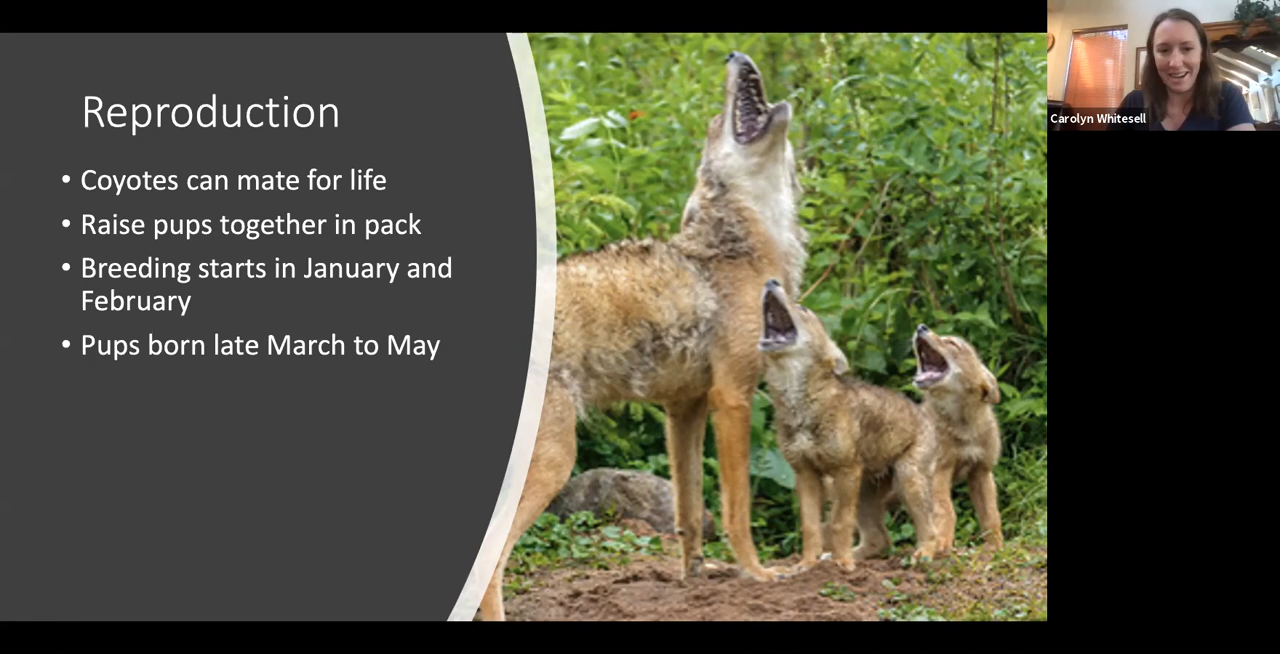 Reproduction
• Coyotes can mate for life
• Raise pups together in pack
• Breeding starts in January and
February
• Pups born late March to May
Carolyn Whitesell